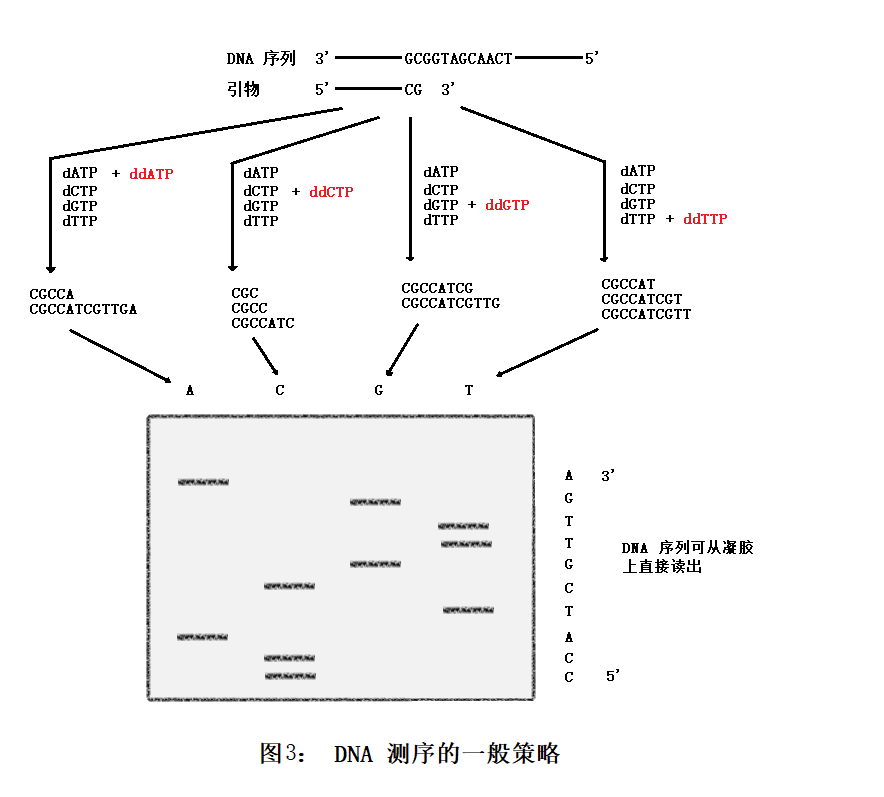 DNA 序列 3' GCGGTAGCAACT 5'
引物 5' CG 3'
dATP + ddATP
dCTP
dGTP
dTTP
dATP
dCTP + ddCTP
dGTP
dTTP
dATP
dCTP
dGTP + ddGTP
dTTP
dATP
dCTP
dGTP
dTTP + ddTTP
CGCCA
CGCCATCGTTGA
CGC
CGCC
CGCCATC
CGCCATCG
CGCCATCGTTG
CGCCAT
CGCCATCGT
CGCCATCGTT
A C G T
A 3'
G
T
T
G
C
T
A
C
C 5'
DNA 序列可从凝胶
上直接读出
图3: DNA 测序的一般策略